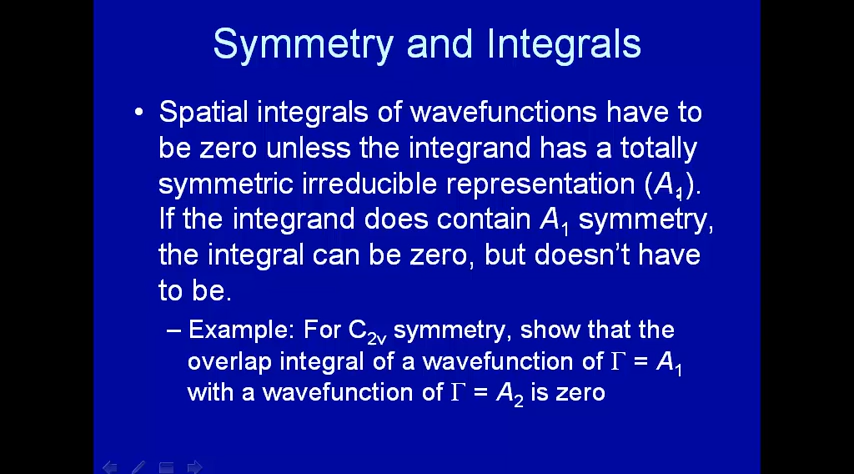 Symmetry and Integrals
• Spatial integrals of wavefunctions have to
be zero unless the integrand has a totally
symmetric irreducible representation (A₁).
If the integrand does contain A₁ symmetry,
the integral can be zero, but doesn't have
to be.
– Example: For C₂ᵥ symmetry, show that the
overlap integral of a wavefunction of Γ = A₁
with a wavefunction of Γ = A₂ is zero